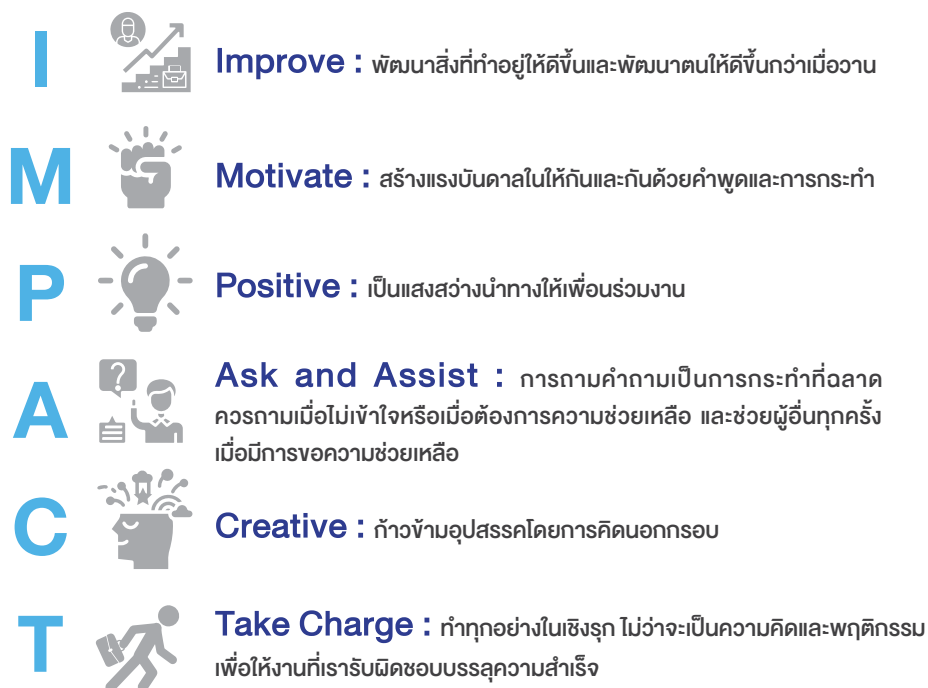 I
Improve : พัฒนาสิ่งที่ทำอยู่ให้ดีขึ้นและพัฒนาตนให้ดีขึ้นกว่าเมื่อวาน
M
Motivate : สร้างแรงบันดาลในให้กันและกันด้วยคำพูดและการกระทำ
P
Positive : เป็นแสงสว่างนำทางให้เพื่อนร่วมงาน
A
?
Ask and Assist : การถามคำถามเป็นการกระทำที่ฉลาด
ควรถามเมื่อไม่เข้าใจหรือเมื่อต้องการความช่วยเหลือ และช่วยผู้อื่นทุกครั้ง
เมื่อมีการขอความช่วยเหลือ
C
Creative : ก้าวข้ามอุปสรรคโดยการคิดนอกกรอบ
T
Take Charge : ทำทุกอย่างในเชิงรุก ไม่ว่าจะเป็นความคิดและพฤติกรรม
เพื่อให้งานที่เรารับผิดชอบบรรลุความสำเร็จ